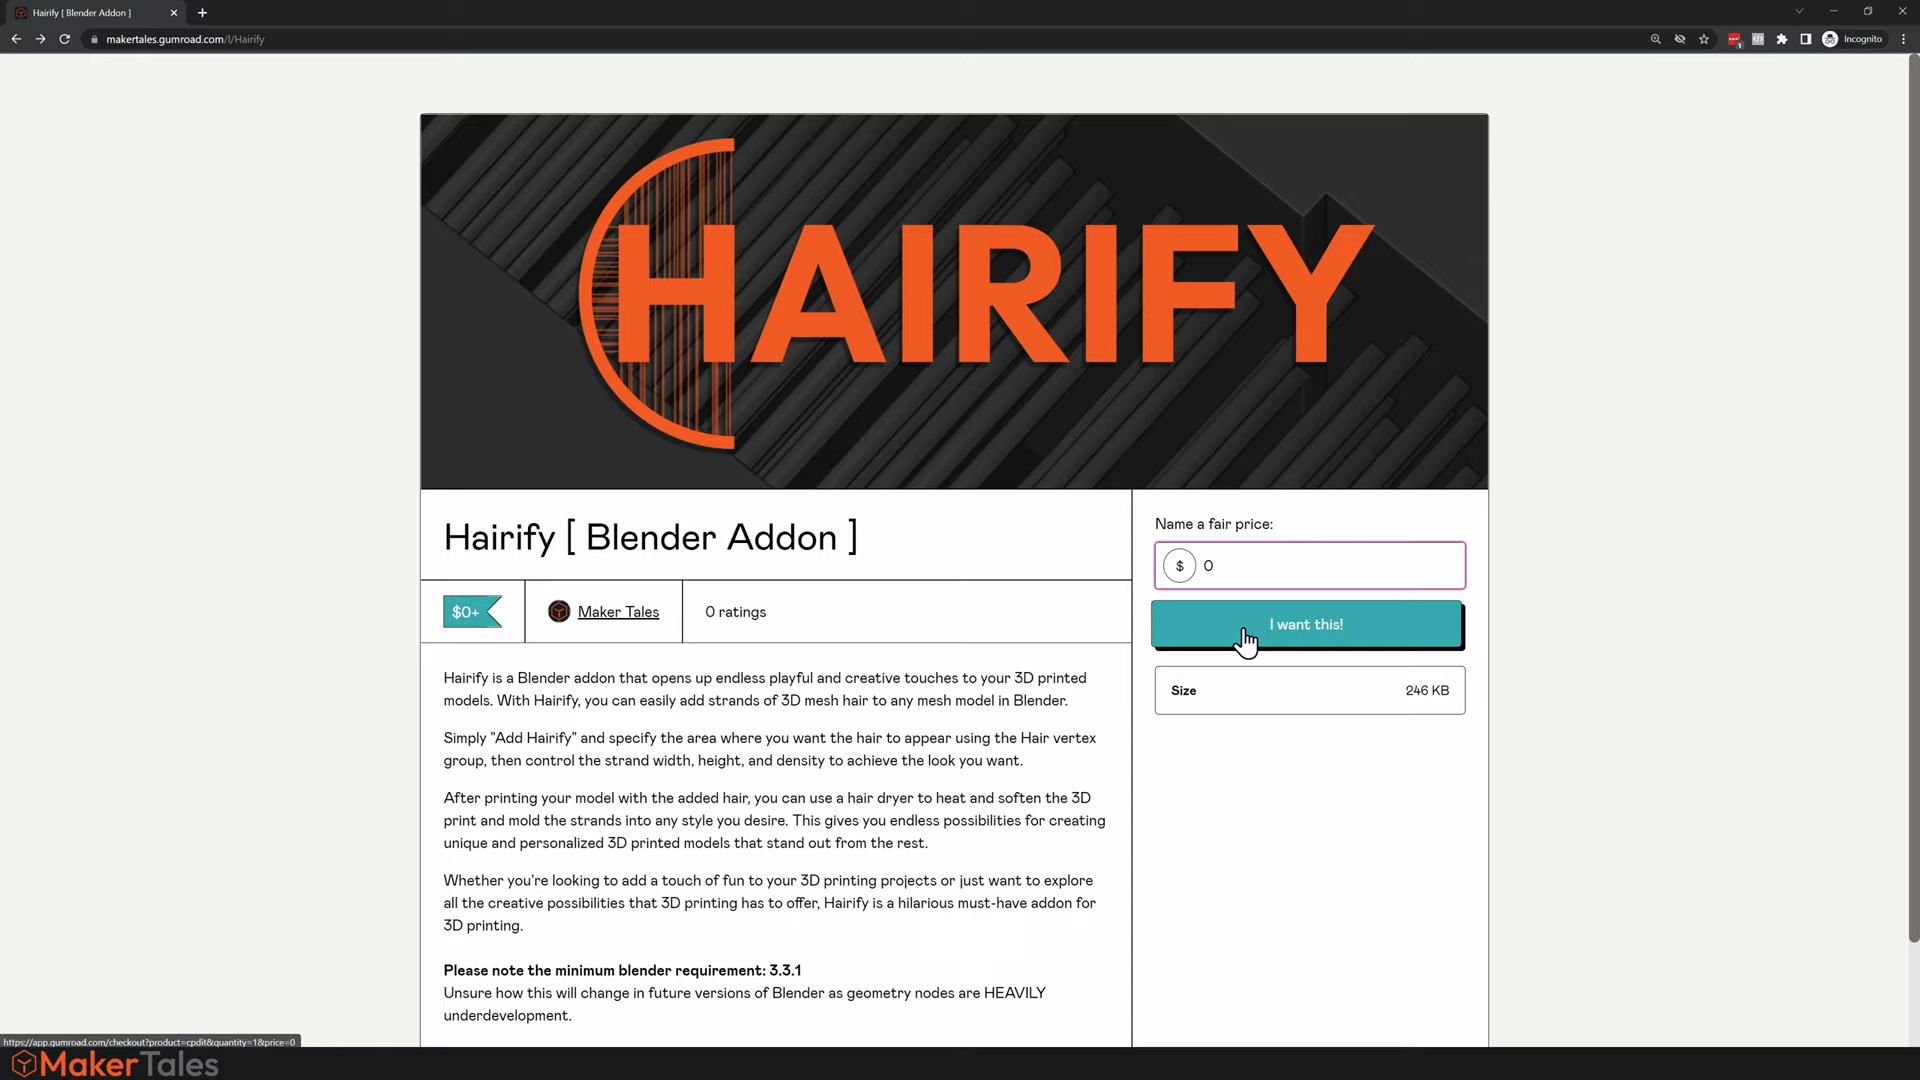 Hairify [ Blender Addon ]
makertales.gumroad.com/l/Hairify
Incognito
HAIRIFY
Hairify [ Blender Addon ]
$0+
Maker Tales
0 ratings
Hairify is a Blender addon that opens up endless playful and creative touches to your 3D printed
models. With Hairify, you can easily add strands of 3D mesh hair to any mesh model in Blender.
Simply "Add Hairify" and specify the area where you want the hair to appear using the Hair vertex
group, then control the strand width, height, and density to achieve the look you want.
After printing your model with the added hair, you can use a hair dryer to heat and soften the 3D
print and mold the strands into any style you desire. This gives you endless possibilities for creating
unique and personalized 3D printed models that stand out from the rest.
Whether you're looking to add a touch of fun to your 3D printing projects or just want to explore
all the creative possibilities that 3D printing has to offer, Hairify is a hilarious must-have addon for
3D printing.
Please note the minimum blender requirement: 3.3.1
Unsure how this will change in future versions of Blender as geometry nodes are HEAVILY
underdevelopment.
Name a fair price:
$ 0
I want this!
Size 246 KB
https://app.gumroad.com/checkout?product=cpdit&quantity=1&price=0
MakerTales